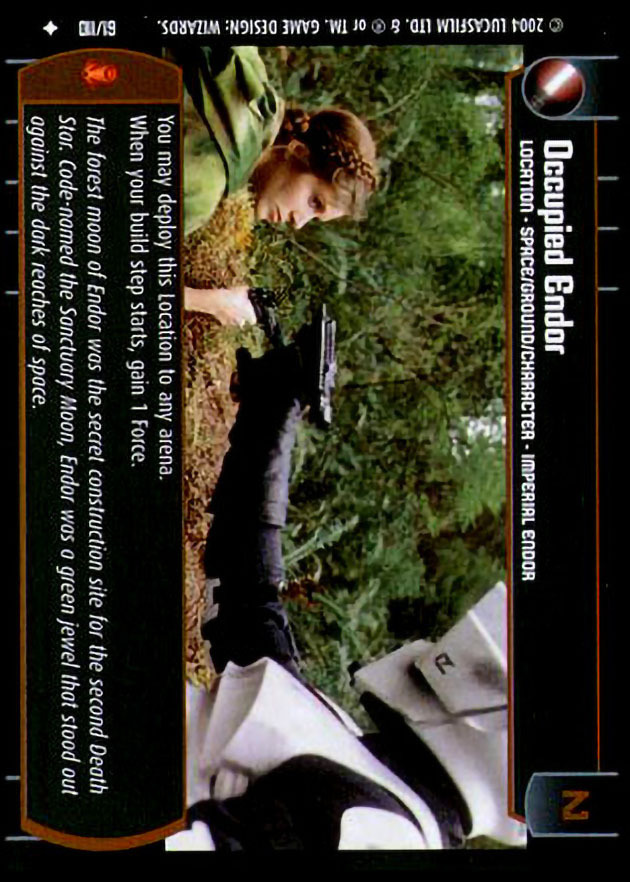 Occupied Endor
LOCATION • SPACE/GROUND/CHARACTER • IMPERIAL ENDOR
N
You may deploy this Location to any arena.
When your build step starts, gain 1 Force.
The forest moon of Endor was the secret construction site for the second Death
Star. Code-named the Sanctuary Moon, Endor was a green jewel that stood out
against the dark reaches of space.
© 2004 LUCASFILM LTD. & ® or TM. GAME DESIGN: WIZARDS.
61/110